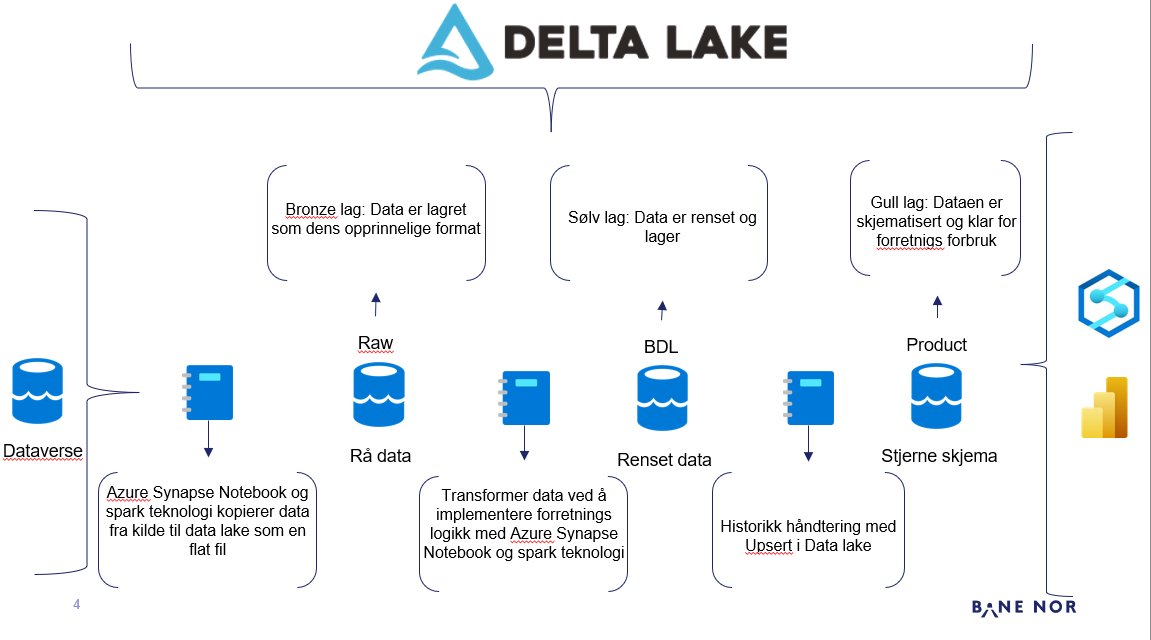 DELTA LAKE
Bronze lag: Data er lagret
som dens opprinnelige format
Sølv lag: Data er renset og
lager
Gull lag: Dataen er
skjematisert og klar for
forretnigs forbruk
Raw
BDL
Product
Dataverse
Rå data
Renset data
Stjerne skjema
Azure Synapse Notebook og
spark teknologi kopierer data
fra kilde til data lake som en
flat fil
Transformer data ved å
implementere forretnings
logikk med Azure Synapse
Notebook og spark teknologi
Historikk håndtering med
Upsert i Data lake
4
BANE NOR